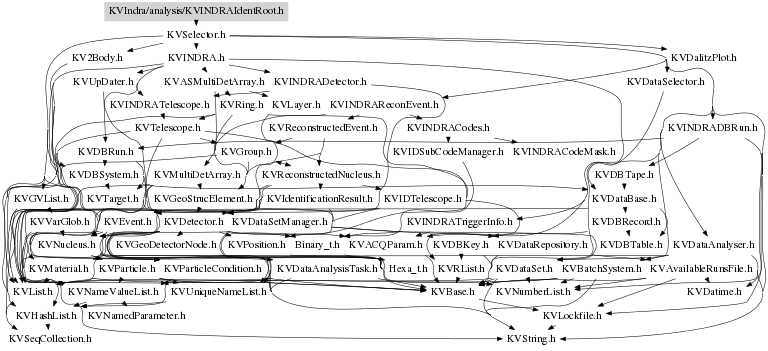 KVIndra/analysis/KVINDRAIdentRoot.h
KVSelector.h
KV2Body.h KVINDRA.h KVDalitzPlot.h
KVUpDater.h KVASMultiDetArray.h KVINDRADetector.h KVDataSelector.h
KVINDRATelescope.h KVRing.h KVLayer.h KVINDRAReconEvent.h
KVTelescope.h KVReconstructedEvent.h KVINDRACodes.h KVINDRADBRun.h
KVDBRun.h KVGroup.h KVIDSubCodeManager.h KVINDRACodeMask.h
KVDBSystem.h KVMultiDetArray.h KVReconstructedNucleus.h KVDBTape.h
KVGVList.h KVTarget.h KVGeoStrucElement.h KVIdentificationResult.h KVIDTelescope.h KVDataBase.h
KVVarGlob.h KVEvent.h KVDetector.h KVDataSetManager.h KVINDRATriggerInfo.h KVDBRecord.h
KVNucleus.h KVGeoDetectorNode.h KVPosition.h Binary_t.h KVACQParam.h KVDBKey.h KVDataRepository.h KVDBTable.h KVDataAnalyser.h
KVMaterial.h KVParticle.h KVParticleCondition.h KVDataAnalysisTask.h Hexa_t.h KVRList.h KVDataSet.h KVBatchSystem.h KVAvailableRunsFile.h
KVList.h KVNameValueList.h KVUniqueNameList.h KVBase.h KVNumberList.h KVDatime.h
KVHashList.h KVNamedParameter.h KVLockfile.h
KVSeqCollection.h KVString.h